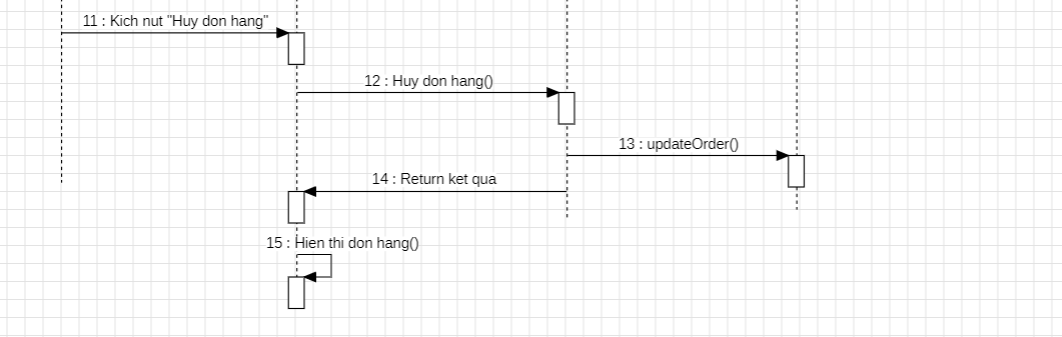 11 : Kich nut "Huy don hang"
12 : Huy don hang()
13 : updateOrder()
14 : Return ket qua
15 : Hien thi don hang()